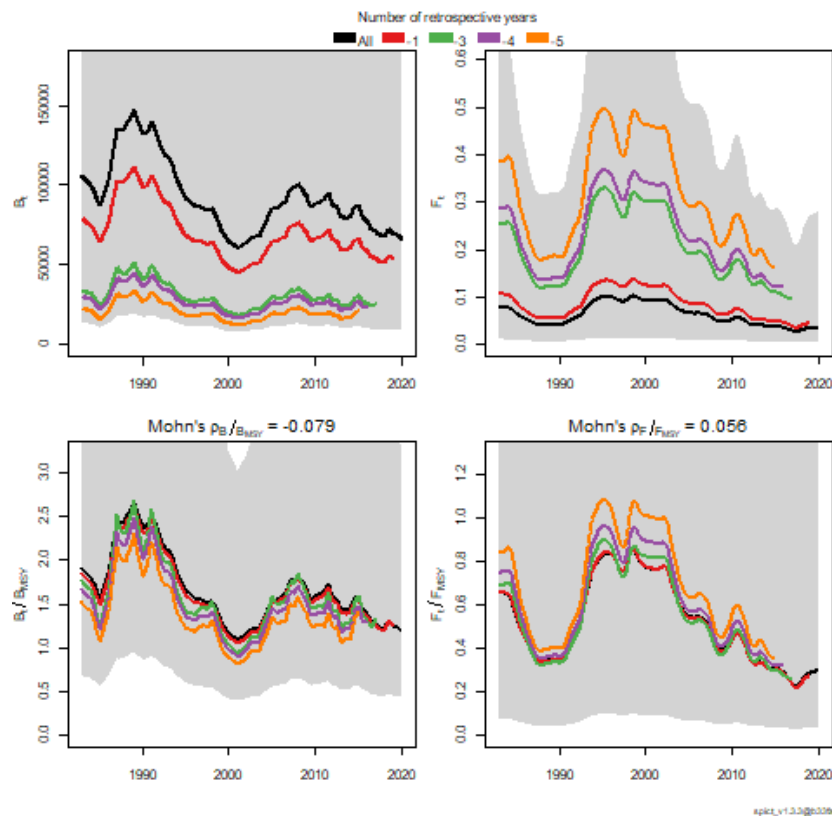 Number of retrospective years
All -1 -3 -4 -5
Bt
0 50000 100000 150000
1990 2000 2010 2020
Ft
0.0 0.1 0.2 0.3 0.4 0.5 0.6
1990 2000 2010 2020
Mohn's ρB/BMSY = -0.079
Bt/BMSY
0.0 0.5 1.0 1.5 2.0 2.5 3.0
1990 2000 2010 2020
Mohn's ρF/FMSY = 0.056
Ft/FMSY
0.0 0.2 0.4 0.6 0.8 1.0 1.2
1990 2000 2010 2020